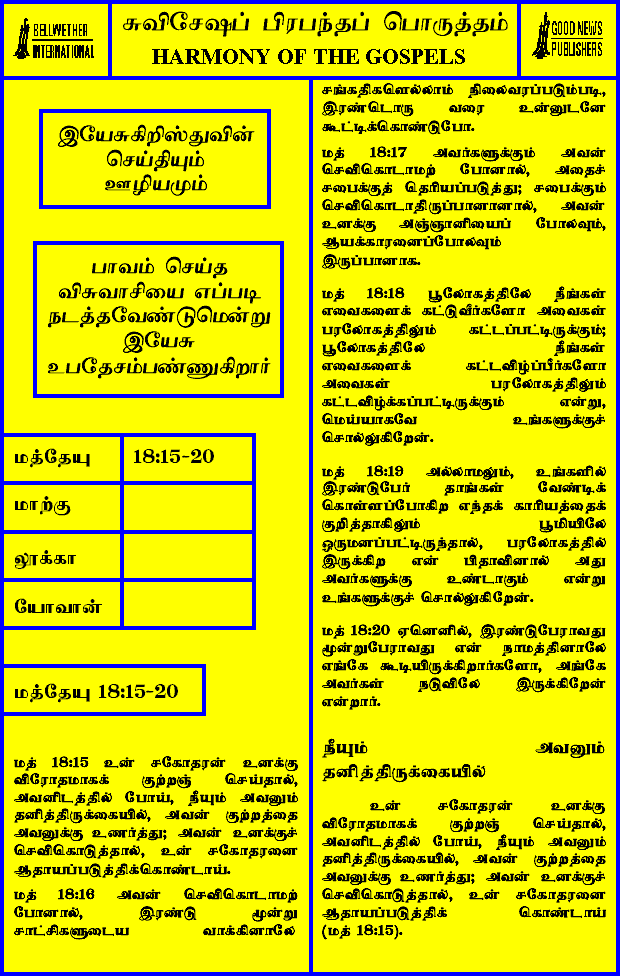 BELLWETHER
INTERNATIONAL
சுவிசேஷப் பிரபந்தப் பொருத்தம்
HARMONY OF THE GOSPELS
GOOD NEWS
PUBLISHERS
இயேசுகிறிஸ்துவின்
செய்தியும்
ஊழியமும்
பாவம் செய்த
விசுவாசியை எப்படி
நடத்தவேண்டுமென்று
இயேசு
உபதேசம்பண்ணுகிறார்
மத்தேயு 18:15-20
மாற்கு
லூக்கா
யோவான்
மத்தேயு 18:15-20
மத் 18:15 உன் சகோதரன் உனக்கு
விரோதமாகக் குற்றஞ் செய்தால்,
அவனிடத்தில் போய், நீயும் அவனும்
தனித்திருக்கையில், அவன் குற்றத்தை
அவனுக்கு உணர்த்து; அவன் உனக்குச்
செவிகொடுத்தால், உன் சகோதரனை
ஆதாயப்படுத்திக்கொண்டாய்.
மத் 18:16 அவன் செவிகொடாமற்
போனால், இரண்டு மூன்று
சாட்சிகளுடைய வாக்கினாலே
சங்கதிகளெல்லாம் நிலைவரப்படும்படி,
இரண்டொரு வரை உன்னுடனே
கூட்டிக்கொண்டுபோ.
மத் 18:17 அவர்களுக்கும் அவன்
செவிகொடாமற் போனால், அதைச்
சபைக்குத் தெரியப்படுத்து; சபைக்கும்
செவிகொடாதிருப்பானானால், அவன்
உனக்கு அஞ்ஞானியைப் போலவும்,
ஆயக்காரனைப்போலவும்
இருப்பானாக.
மத் 18:18 பூலோகத்திலே நீங்கள்
எவைகளைக் கட்டுவீர்களோ அவைகள்
பரலோகத்திலும் கட்டப்பட்டிருக்கும்;
பூலோகத்திலே நீங்கள்
எவைகளைக் கட்டவிழ்ப்பீர்களோ
அவைகள் பரலோகத்திலும்
கட்டவிழ்க்கப்பட்டிருக்கும் என்று,
மெய்யாகவே உங்களுக்குச்
சொல்லுகிறேன்.
மத் 18:19 அல்லாமலும், உங்களில்
இரண்டுபேர் தாங்கள் வேண்டிக்
கொள்ளப்போகிற எந்தக் காரியத்தைக்
குறித்தாகிலும் பூமியிலே
ஒருமனப்பட்டிருந்தால், பரலோகத்தில்
இருக்கிற என் பிதாவினால் அது
அவர்களுக்கு உண்டாகும் என்று
உங்களுக்குச் சொல்லுகிறேன்.
மத் 18:20 ஏனெனில், இரண்டுபேராவது
மூன்றுபேராவது என் நாமத்தினாலே
எங்கே கூடியிருக்கிறார்களோ, அங்கே
அவர்கள் நடுவிலே இருக்கிறேன்
என்றார்.
நீயும் அவனும்
தனித்திருக்கையில்
உன் சகோதரன் உனக்கு
விரோதமாகக் குற்றஞ் செய்தால்,
அவனிடத்தில் போய், நீயும் அவனும்
தனித்திருக்கையில், அவன் குற்றத்தை
அவனுக்கு உணர்த்து; அவன் உனக்குச்
செவிகொடுத்தால், உன் சகோதரனை
ஆதாயப்படுத்திக் கொண்டாய்
(மத் 18:15).